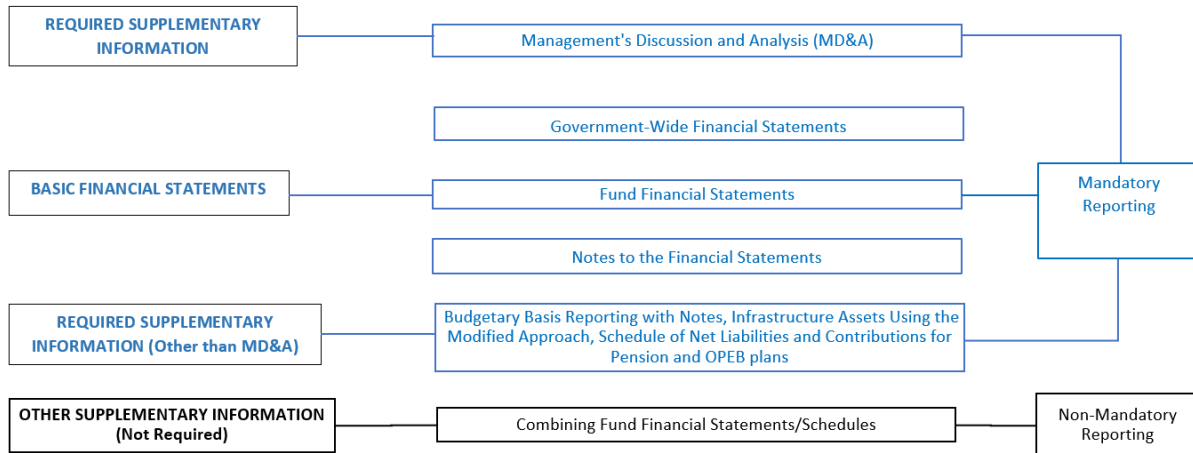 REQUIRED SUPPLEMENTARY
INFORMATION
Management's Discussion and Analysis (MD&A)
Government-Wide Financial Statements
BASIC FINANCIAL STATEMENTS
Fund Financial Statements
Mandatory
Reporting
Notes to the Financial Statements
REQUIRED SUPPLEMENTARY
INFORMATION (Other than MD&A)
Budgetary Basis Reporting with Notes, Infrastructure Assets Using the
Modified Approach, Schedule of Net Liabilities and Contributions for
Pension and OPEB plans
OTHER SUPPLEMENTARY INFORMATION
(Not Required)
Combining Fund Financial Statements/Schedules
Non-Mandatory
Reporting